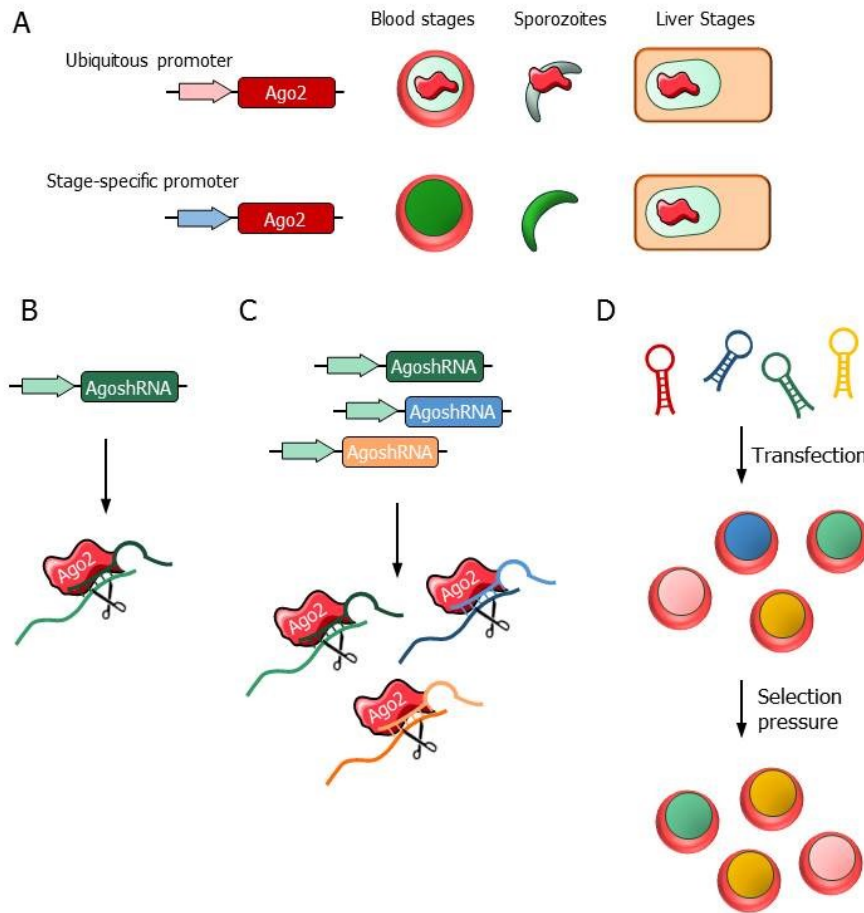 A
Blood stages
Sporozoites
Liver Stages
Ubiquitous promoter
Ago2
Stage-specific promoter
Ago2
B
AgoshRNA
Ago2
C
AgoshRNA
AgoshRNA
AgoshRNA
Ago2
Ago2
Ago2
D
Transfection
Selection
pressure